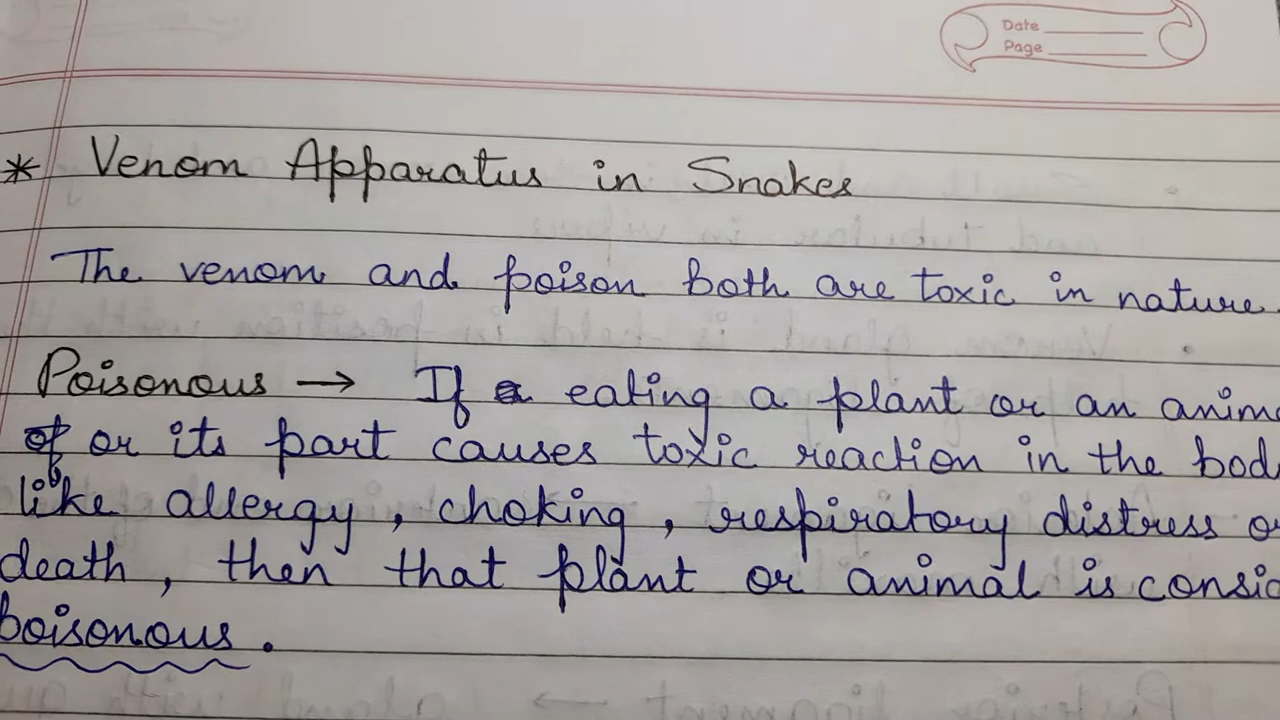 Date
Page
* Venom Apparatus in Snakes
The venom and poison both are toxic in nature.
Poisonous → If eating a plant or an anim
or its part causes toxic reaction in the bod
like allergy, choking, respiratory distress o
death, then that plant or animal is consid
poisonous.